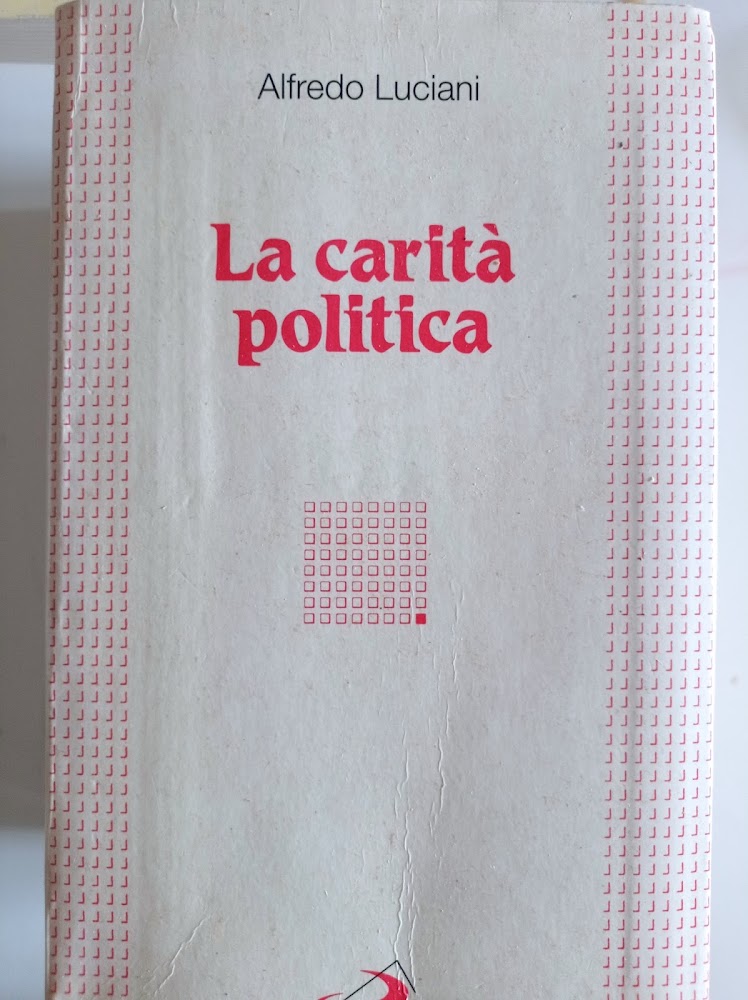 Alfredo Luciani
La carità
politica